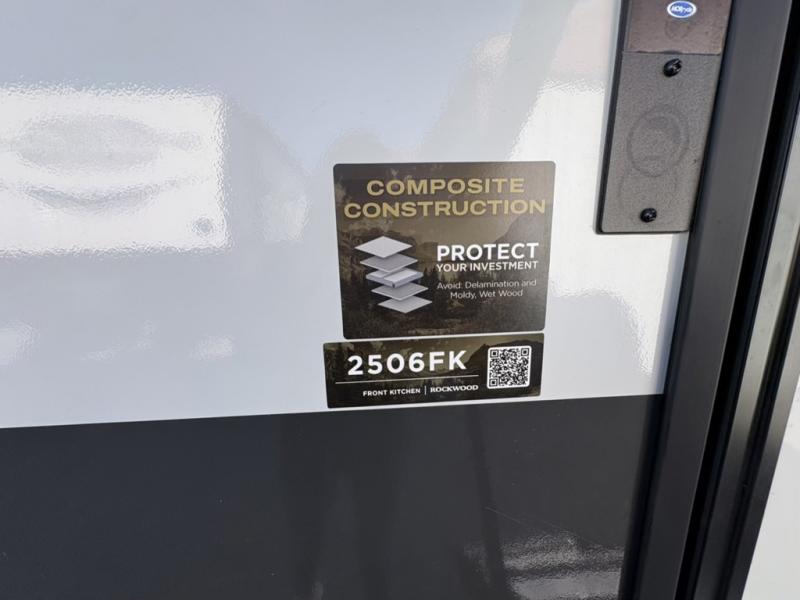 COMPOSITE
CONSTRUCTION
PROTECT
YOUR INVESTMENT
Avoid: Delamination and
Moldy, Wet Wood
2506FK
FRONT KITCHEN | ROCKWOOD